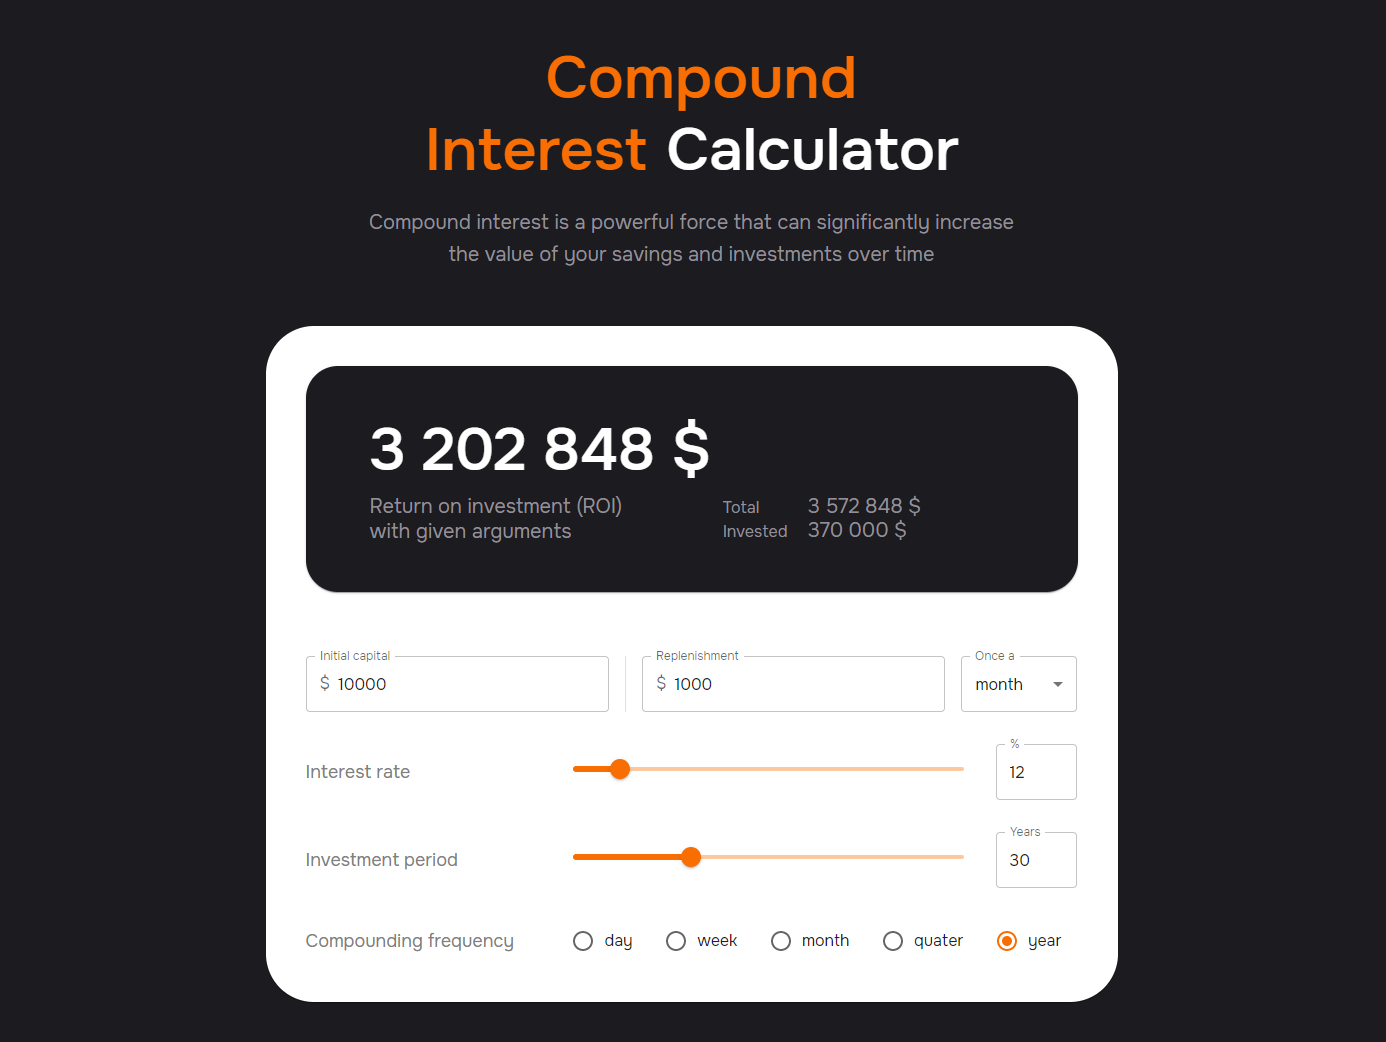 Compound
Interest Calculator
Compound interest is a powerful force that can significantly increase
the value of your savings and investments over time
3 202 848 $
Return on investment (ROI)
with given arguments
Total 3 572 848 $
Invested 370 000 $
Initial capital
$ 10000
Replenishment
$ 1000
Once a
month
Interest rate
%
12
Investment period
Years
30
Compounding frequency
day
week
month
quater
year